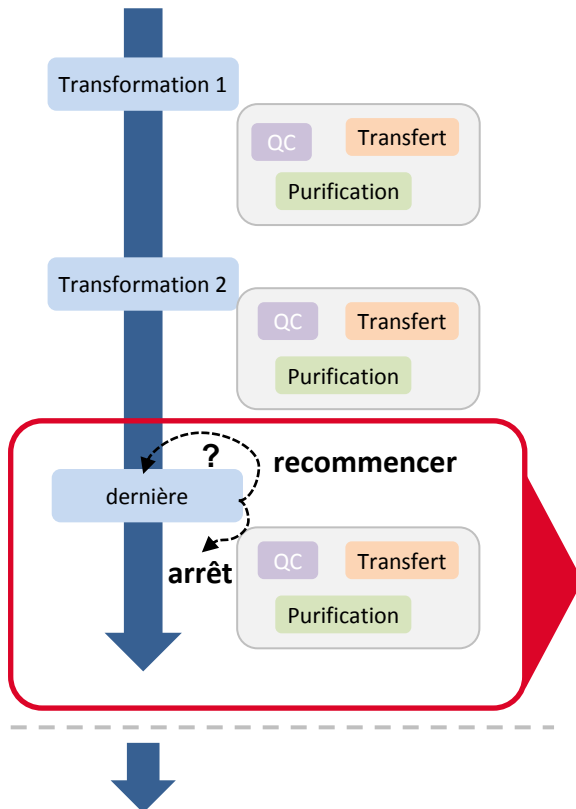 Transformation 1
QC
Transfert
Purification
Transformation 2
QC
Transfert
Purification
?
recommencer
dernière
arrêt
QC
Transfert
Purification